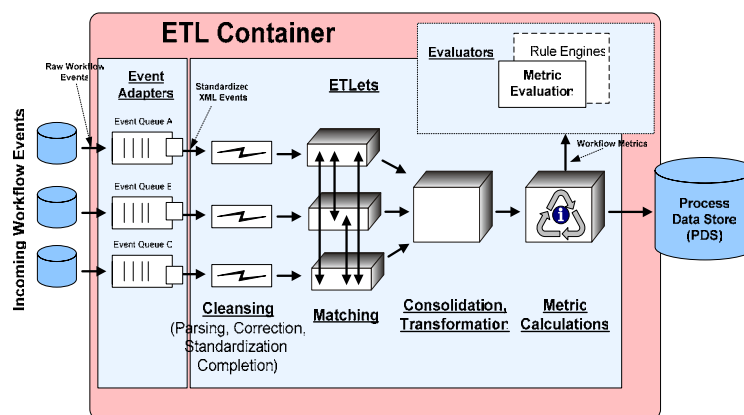 ETL Container
Evaluators
Rule Engines
Metric
Evaluation
Raw Workflow
Events
Event
Adapters
Standardized
XML Events
ETLets
Workflow Metrics
Event Queue A
Event Queue B
Event Queue C
Incoming Workflow Events
i
Process
Data Store
(PDS)
Cleansing
(Parsing, Correction,
Standardization
Completion)
Matching
Consolidation,
Transformation
Metric
Calculations